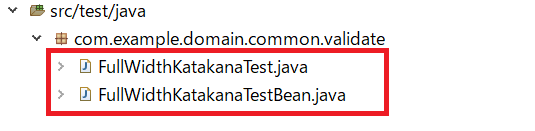 src/test/java
com.example.domain.common.validate
FullWidthKatakanaTest.java
FullWidthKatakanaTestBean.java